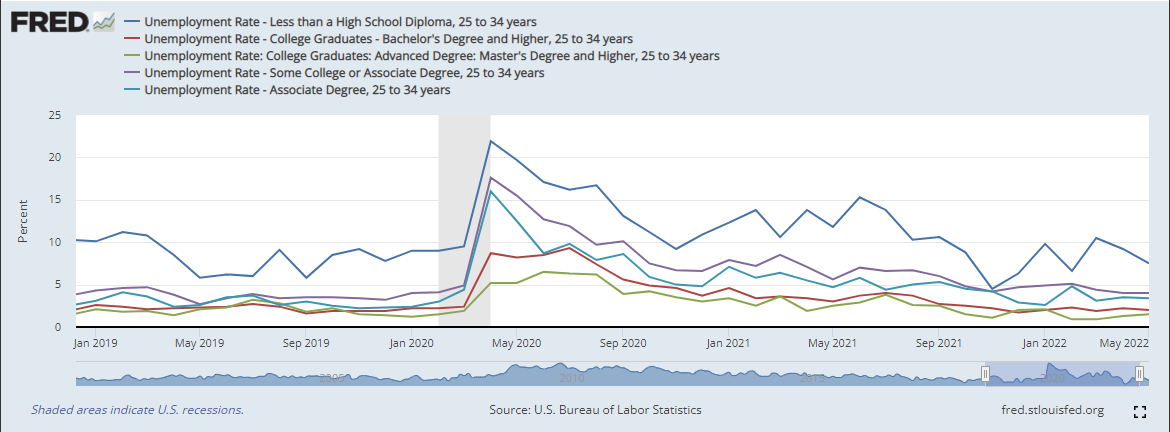 FRED
Unemployment Rate - Less than a High School Diploma, 25 to 34 years
Unemployment Rate - College Graduates - Bachelor's Degree and Higher, 25 to 34 years
Unemployment Rate: College Graduates: Advanced Degree: Master's Degree and Higher, 25 to 34 years
Unemployment Rate - Some College or Associate Degree, 25 to 34 years
Unemployment Rate - Associate Degree, 25 to 34 years
Percent
25
20
15
10
5
0
Jan 2019 May 2019 Sep 2019 Jan 2020 May 2020 Sep 2020 Jan 2021 May 2021 Sep 2021 Jan 2022 May 2022
2005 2010 2015 2020
Shaded areas indicate U.S. recessions. Source: U.S. Bureau of Labor Statistics fred.stlouisfed.org